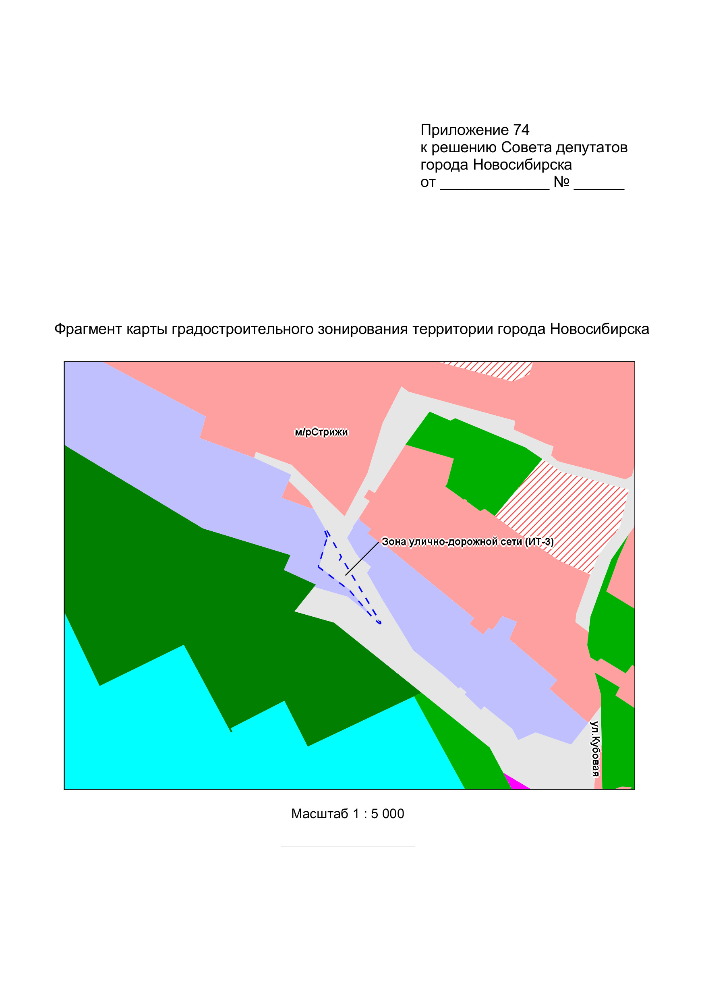 Приложение 74
к решению Совета депутатов
города Новосибирска
от _____________ № ______
Фрагмент карты градостроительного зонирования территории города Новосибирска
м/рСтрижи
Зона улично-дорожной сети (ИТ-3)
ул.Кубовая
Масштаб 1 : 5 000